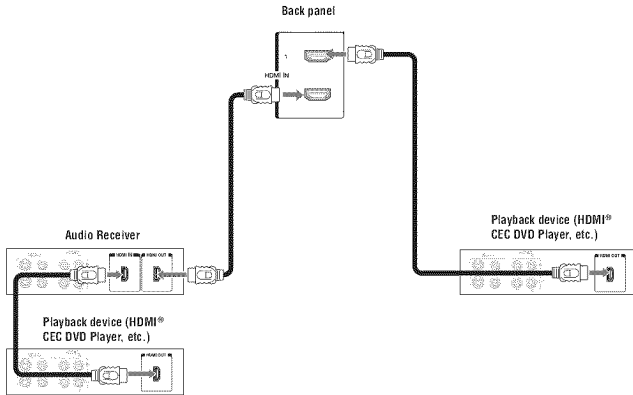 Back panel
1
HDMI IN
Audio Receiver
HDMI IN
HDMI OUT
Playback device (HDMI®
CEC DVD Player, etc.)
HDMI OUT
Playback device (HDMI®
CEC DVD Player, etc.)
HDMI OUT